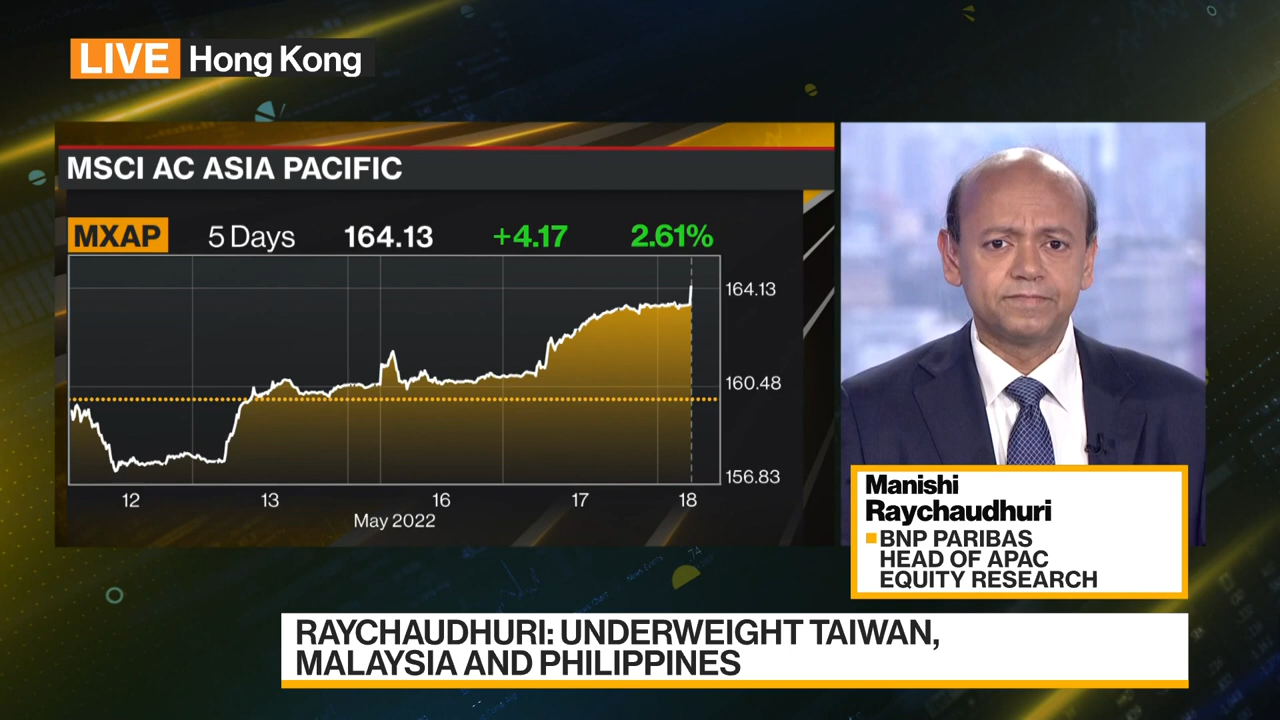 LIVE Hong Kong
MSCI AC ASIA PACIFIC
MXAP 5 Days 164.13 +4.17 2.61%
164.13
160.48
156.83
12 13 16 17 18
May 2022
Manishi
Raychaudhuri
BNP PARIBAS
HEAD OF APAC
EQUITY RESEARCH
RAYCHAUDHURI: UNDERWEIGHT TAIWAN,
MALAYSIA AND PHILIPPINES